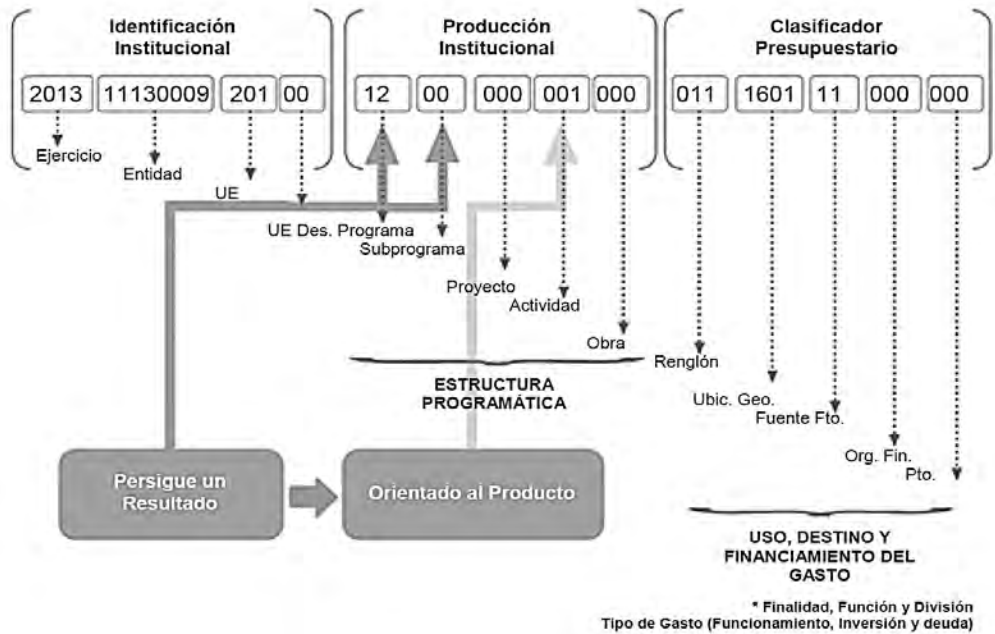 Identificación
Institucional
Producción
Institucional
Clasificador
Presupuestario
2013 11130009 201 00
12 00 000 001 000
011 1601 11 000 000
Ejercicio
Entidad
UE
UE Des. Programa
Subprograma
Proyecto
Actividad
Obra
Renglón
Ubic. Geo.
Fuente Fto.
Org. Fin.
Pto.
ESTRUCTURA
PROGRAMÁTICA
Persigue un
Resultado
Orientado al Producto
USO, DESTINO Y
FINANCIAMIENTO DEL
GASTO
* Finalidad, Función y División
Tipo de Gasto (Funcionamiento, Inversión y deuda)